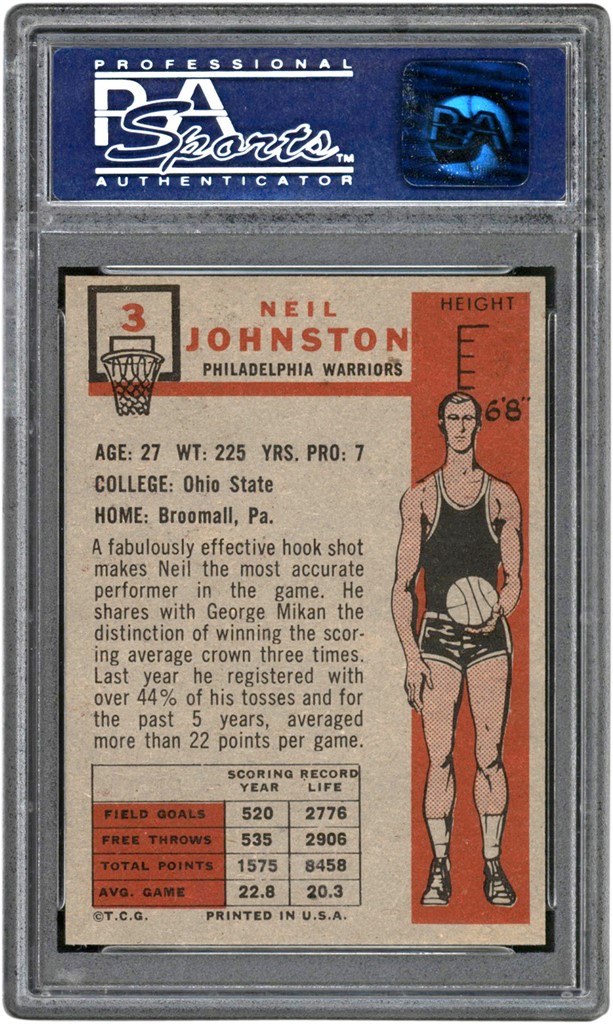 PROFESSIONAL
PSA
Sports™
AUTHENTICATOR
PSA
3
NEIL
JOHNSTON
PHILADELPHIA WARRIORS
HEIGHT
6'8"
AGE: 27 WT: 225 YRS. PRO: 7
COLLEGE: Ohio State
HOME: Broomall, Pa.
A fabulously effective hook shot
makes Neil the most accurate
performer in the game. He
shares with George Mikan the
distinction of winning the scor-
ing average crown three times.
Last year he registered with
over 44% of his tosses and for
the past 5 years, averaged
more than 22 points per game.
SCORING RECORD
YEAR LIFE
FIELD GOALS 520 2776
FREE THROWS 535 2906
TOTAL POINTS 1575 8458
AVG. GAME 22.8 20.3
©T.C.G. PRINTED IN U.S.A.